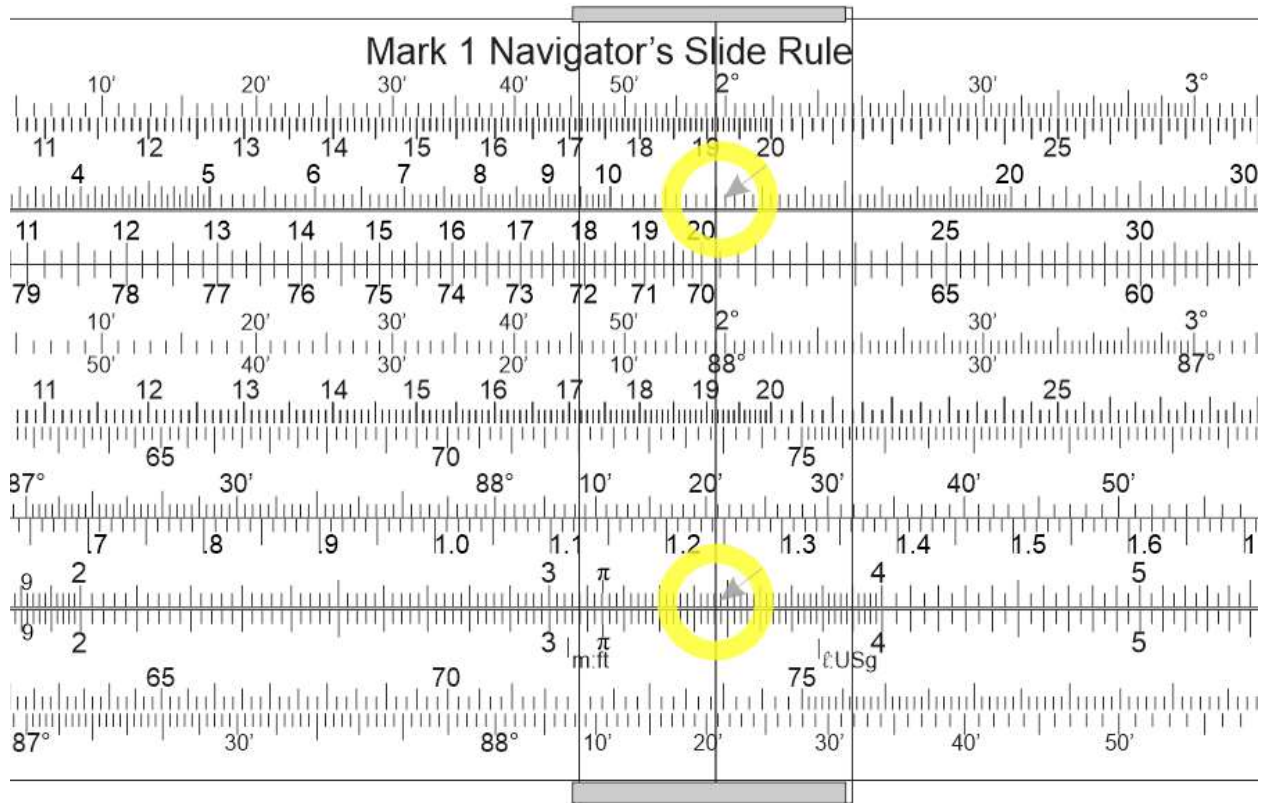 Mark 1 Navigator's Slide Rule
10' 20' 30' 40' 50' 2° 30' 3°
11 12 13 14 15 16 17 18 19 20 25
4 5 6 7 8 9 10 20 30
11 12 13 14 15 16 17 18 19 20 25 30
79 78 77 76 75 74 73 72 71 70 65 60
10' 20' 30' 40' 50' 2° 30' 3°
50' 40' 30' 20' 10' 88° 30' 87°
11 12 13 14 15 16 17 18 19 20 25
65 70 75
87° 30' 88° 10' 20' 30' 40' 50'
.7 .8 .9 1.0 1.1 1.2 1.3 1.4 1.5 1.6 1
9 2 3 π 4 5
9 2 3 π 4 5
m:ft ℓ:USg
65 70 75
87° 30' 88° 10' 20' 30' 40' 50'